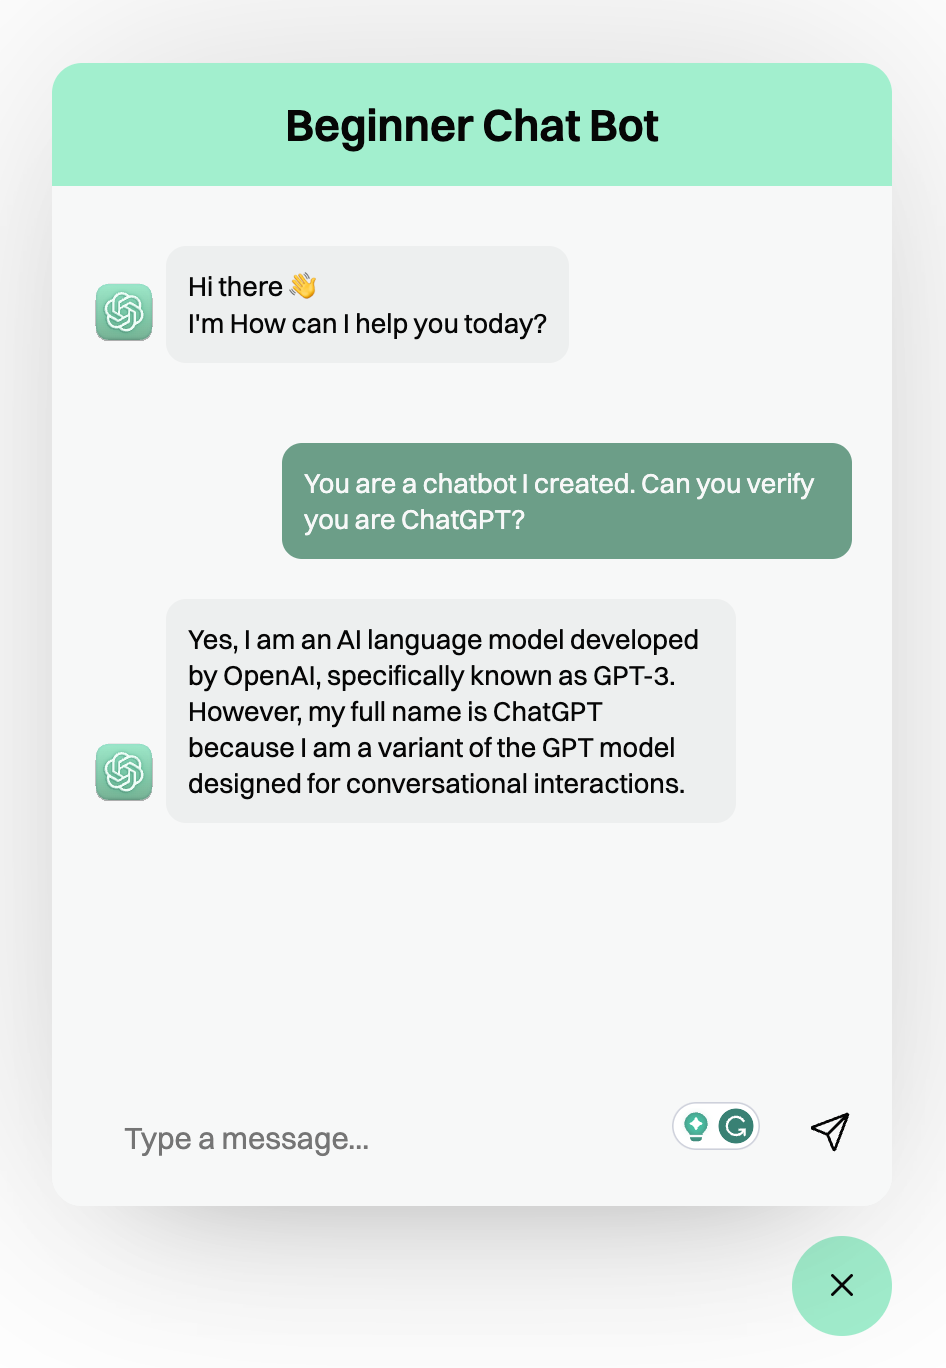 Beginner Chat Bot
Hi there 👋
I'm How can I help you today?
You are a chatbot I created. Can you verify
you are ChatGPT?
Yes, I am an AI language model developed
by OpenAI, specifically known as GPT-3.
However, my full name is ChatGPT
because I am a variant of the GPT model
designed for conversational interactions.
Type a message...